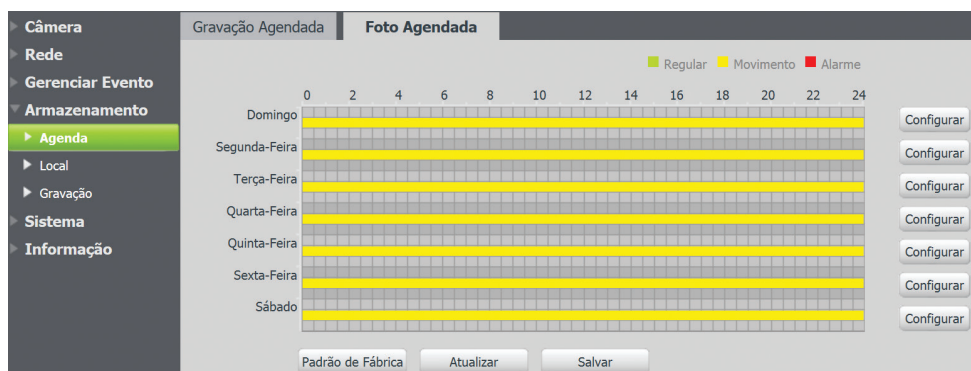 Câmera
Rede
Gerenciar Evento
Armazenamento
Agenda
Local
Gravação
Sistema
Informação
Gravação Agendada Foto Agendada
Regular Movimento Alarme
0 2 4 6 8 10 12 14 16 18 20 22 24
Domingo Configurar
Segunda-Feira Configurar
Terça-Feira Configurar
Quarta-Feira Configurar
Quinta-Feira Configurar
Sexta-Feira Configurar
Sábado Configurar
Padrão de Fábrica Atualizar Salvar